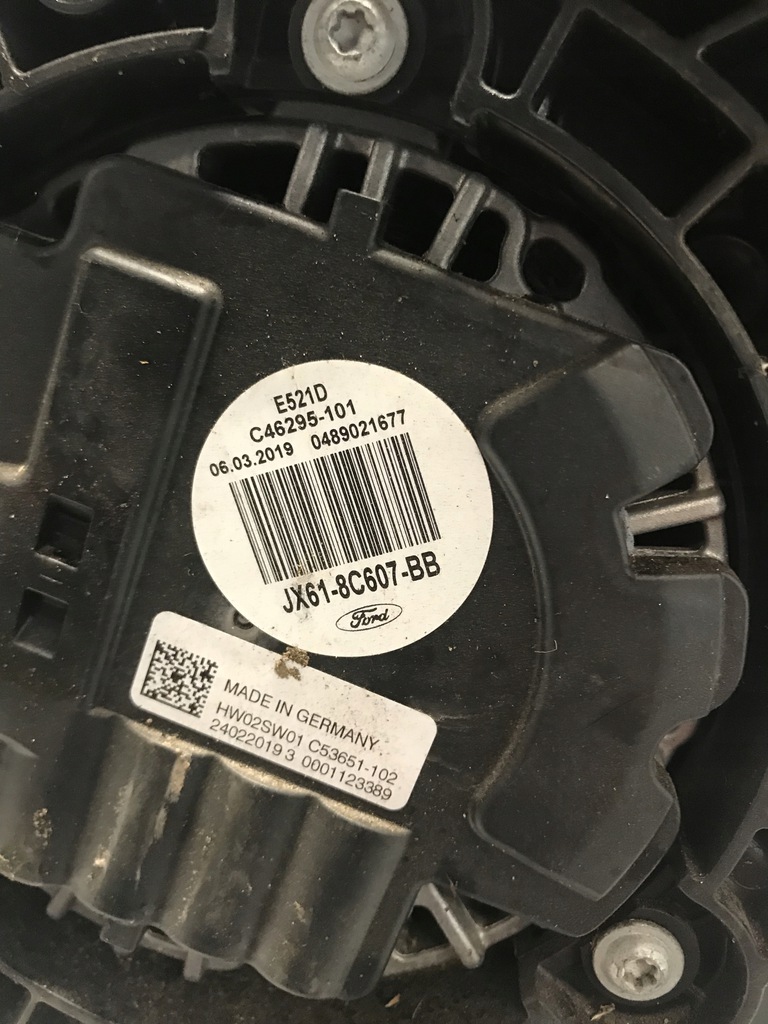 E521D
C46295-101
06.03.2019 0489021677
JX61-8C607-BB
Ford
MADE IN GERMANY
HW02SW01 C53651-102
24022019 3 0001123389